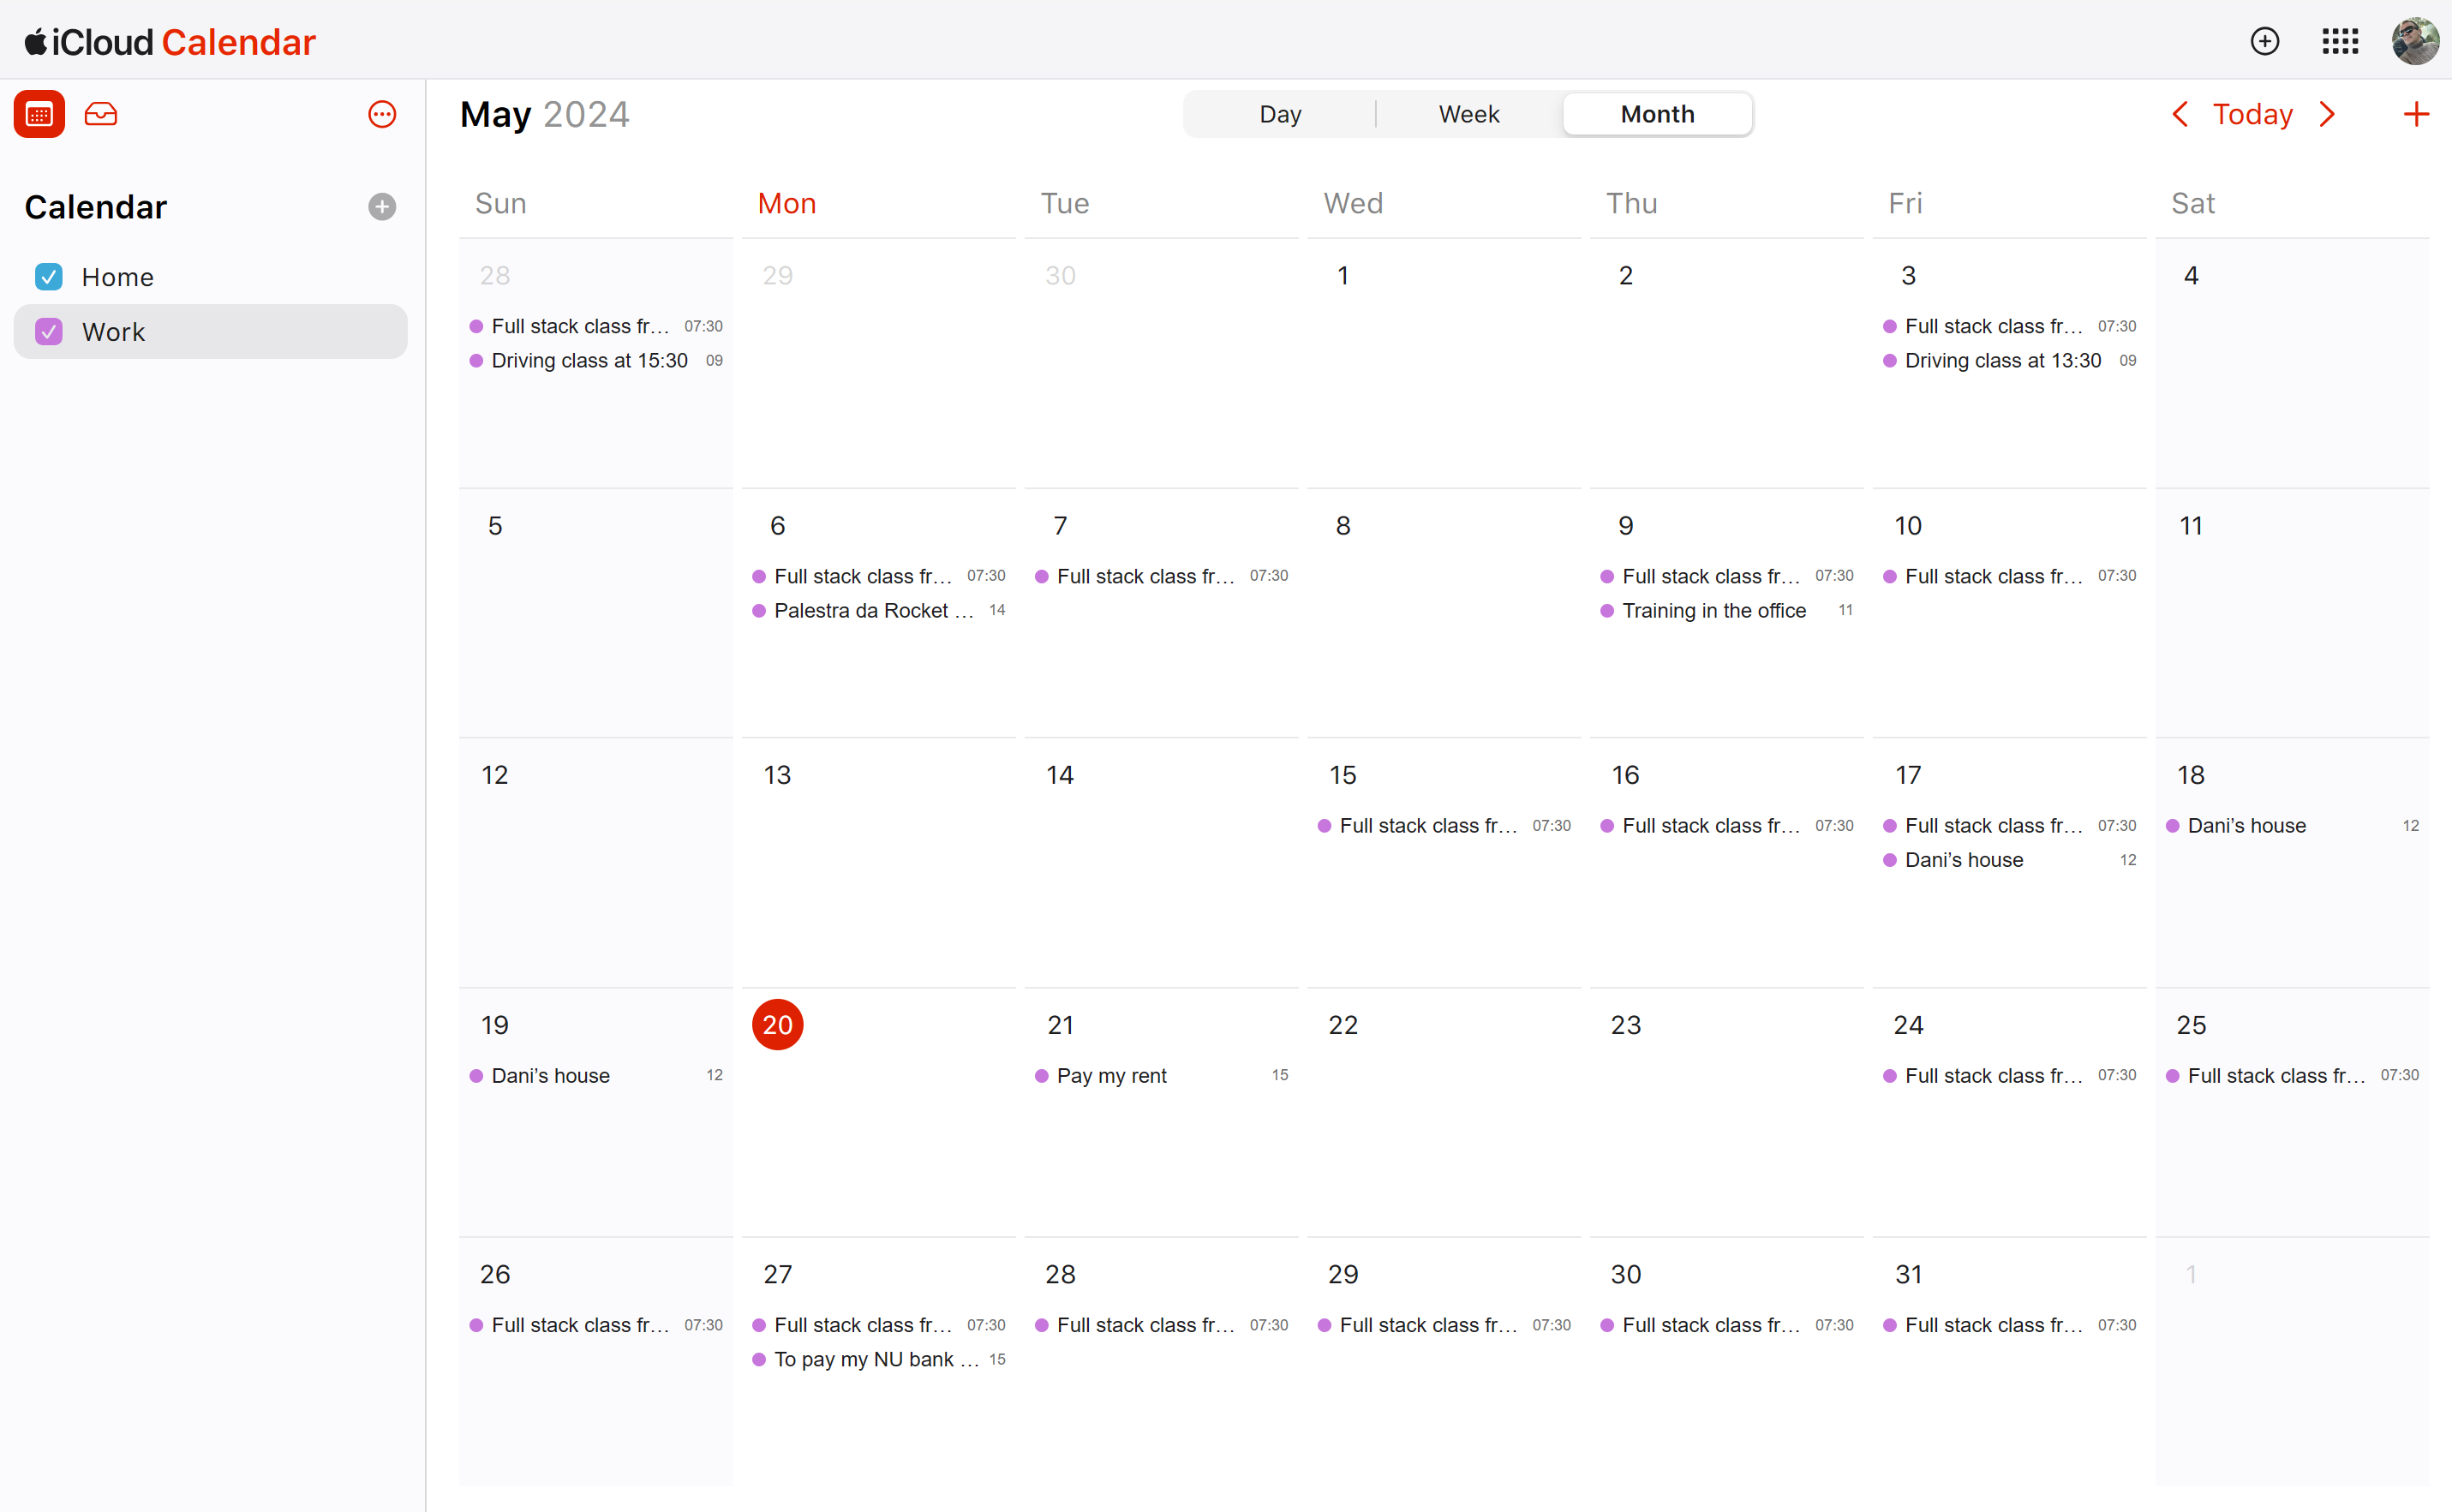 iCloud Calendar
May 2024
Day Week Month
Today
Calendar
Home
Work
Sun Mon Tue Wed Thu Fri Sat
28 29 30 1 2 3 4
Full stack class fr… 07:30 Full stack class fr… 07:30
Driving class at 15:30 09 Driving class at 13:30 09
5 6 7 8 9 10 11
Full stack class fr… 07:30 Full stack class fr… 07:30 Full stack class fr… 07:30 Full stack class fr… 07:30
Palestra da Rocket … 14 Training in the office 11
12 13 14 15 16 17 18
Full stack class fr… 07:30 Full stack class fr… 07:30 Full stack class fr… 07:30 Dani’s house 12
Dani’s house 12
19 20 21 22 23 24 25
Dani’s house 12 Pay my rent 15 Full stack class fr… 07:30 Full stack class fr… 07:30
26 27 28 29 30 31 1
Full stack class fr… 07:30 Full stack class fr… 07:30 Full stack class fr… 07:30 Full stack class fr… 07:30 Full stack class fr… 07:30 Full stack class fr… 07:30
To pay my NU bank … 15